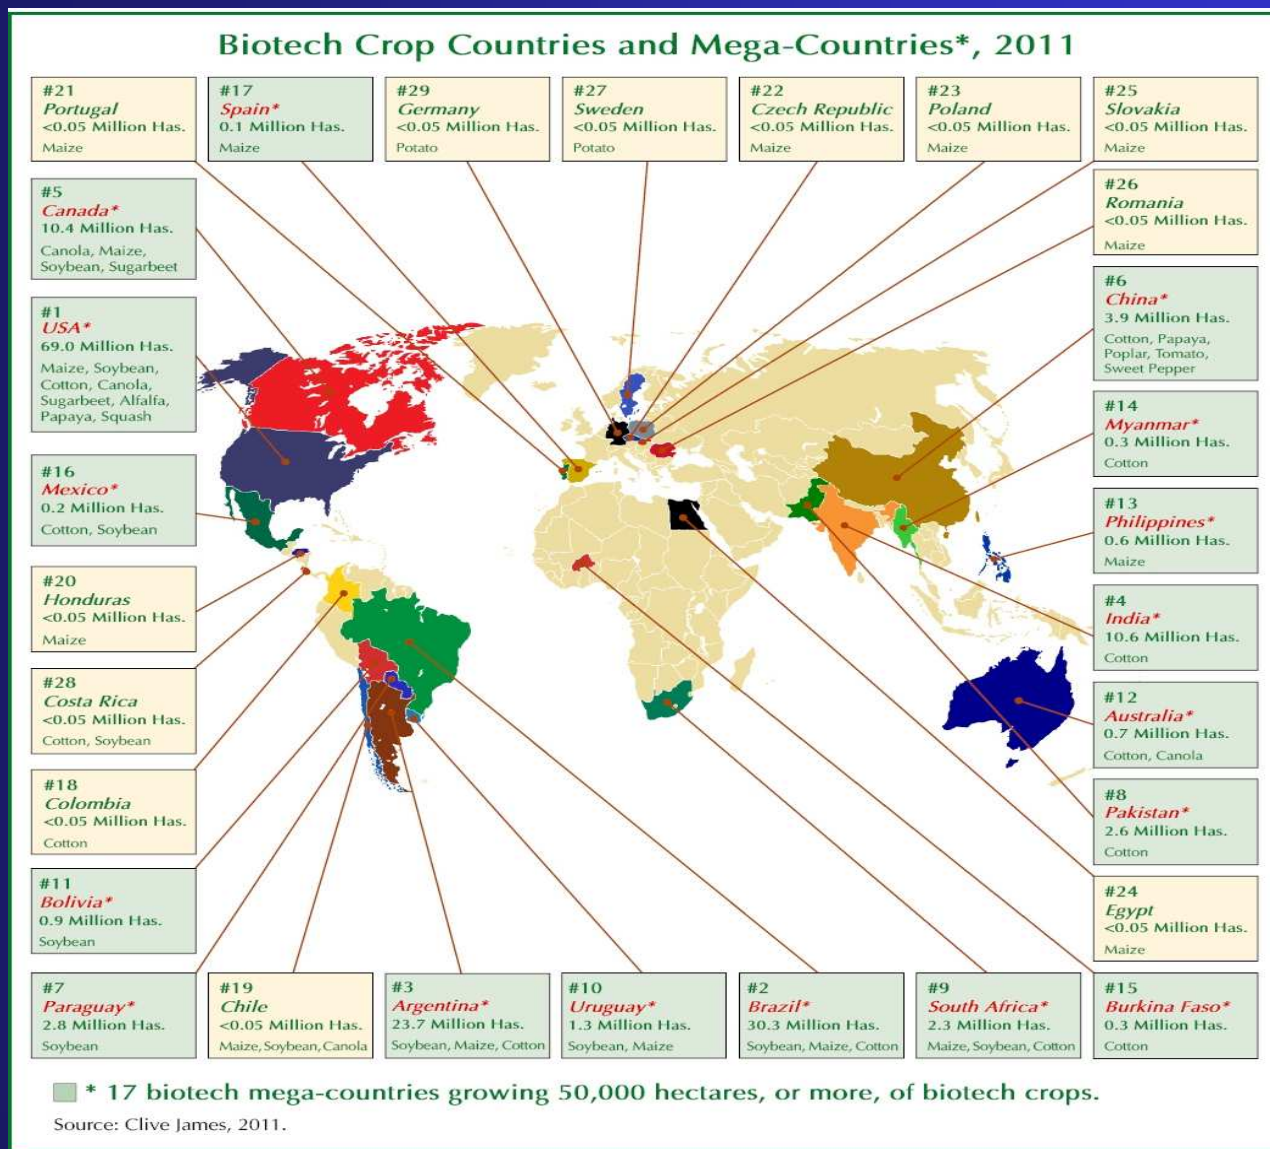 Biotech Crop Countries and Mega-Countries*, 2011
#21
Portugal
<0.05 Million Has.
Maize
#17
Spain*
0.1 Million Has.
Maize
#29
Germany
<0.05 Million Has.
Potato
#27
Sweden
<0.05 Million Has.
Potato
#22
Czech Republic
<0.05 Million Has.
Maize
#23
Poland
<0.05 Million Has.
Maize
#25
Slovakia
<0.05 Million Has.
Maize
#5
Canada*
10.4 Million Has.
Canola, Maize,
Soybean, Sugarbeet
#26
Romania
<0.05 Million Has.
Maize
#1
USA*
69.0 Million Has.
Maize, Soybean,
Cotton, Canola,
Sugarbeet, Alfalfa,
Papaya, Squash
#6
China*
3.9 Million Has.
Cotton, Papaya,
Poplar, Tomato,
Sweet Pepper
#14
Myanmar*
0.3 Million Has.
Cotton
#16
Mexico*
0.2 Million Has.
Cotton, Soybean
#13
Philippines*
0.6 Million Has.
Maize
#20
Honduras
<0.05 Million Has.
Maize
#4
India*
10.6 Million Has.
Cotton
#28
Costa Rica
<0.05 Million Has.
Cotton, Soybean
#12
Australia*
0.7 Million Has.
Cotton, Canola
#18
Colombia
<0.05 Million Has.
Cotton
#8
Pakistan*
2.6 Million Has.
Cotton
#11
Bolivia*
0.9 Million Has.
Soybean
#24
Egypt
<0.05 Million Has.
Maize
#7
Paraguay*
2.8 Million Has.
Soybean
#19
Chile
<0.05 Million Has.
Maize, Soybean, Canola
#3
Argentina*
23.7 Million Has.
Soybean, Maize, Cotton
#10
Uruguay*
1.3 Million Has.
Soybean, Maize
#2
Brazil*
30.3 Million Has.
Soybean, Maize, Cotton
#9
South Africa*
2.3 Million Has.
Maize, Soybean, Cotton
#15
Burkina Faso*
0.3 Million Has.
Cotton
* 17 biotech mega-countries growing 50,000 hectares, or more, of biotech crops.
Source: Clive James, 2011.